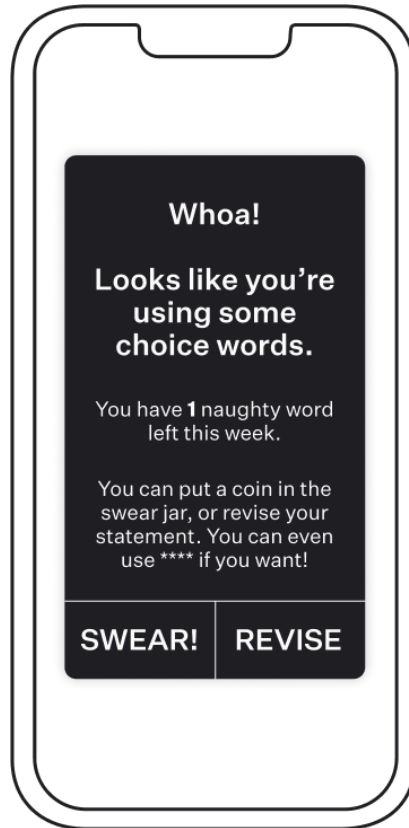 Whoa!
Looks like you’re
using some
choice words.
You have 1 naughty word
left this week.
You can put a coin in the
swear jar, or revise your
statement. You can even
use **** if you want!
SWEAR!
REVISE